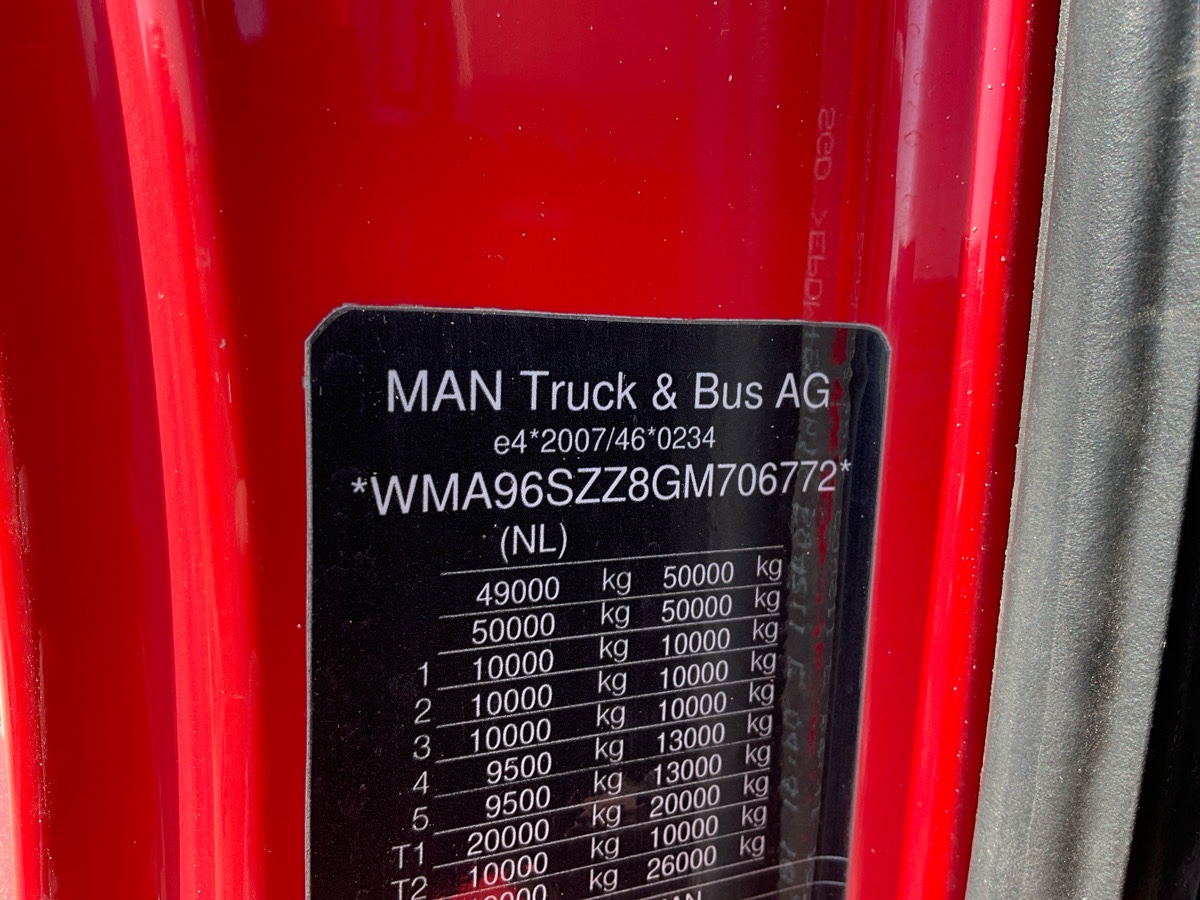 MAN Truck & Bus AG
e4*2007/46*0234
*WMA96SZZ8GM706772*
(NL)
49000 kg 50000 kg
50000 kg 50000 kg
1 10000 kg 10000 kg
2 10000 kg 10000 kg
3 10000 kg 10000 kg
4 9500 kg 13000 kg
5 9500 kg 13000 kg
T1 20000 kg 20000 kg
T2 10000 kg 10000 kg
kg 26000 kg